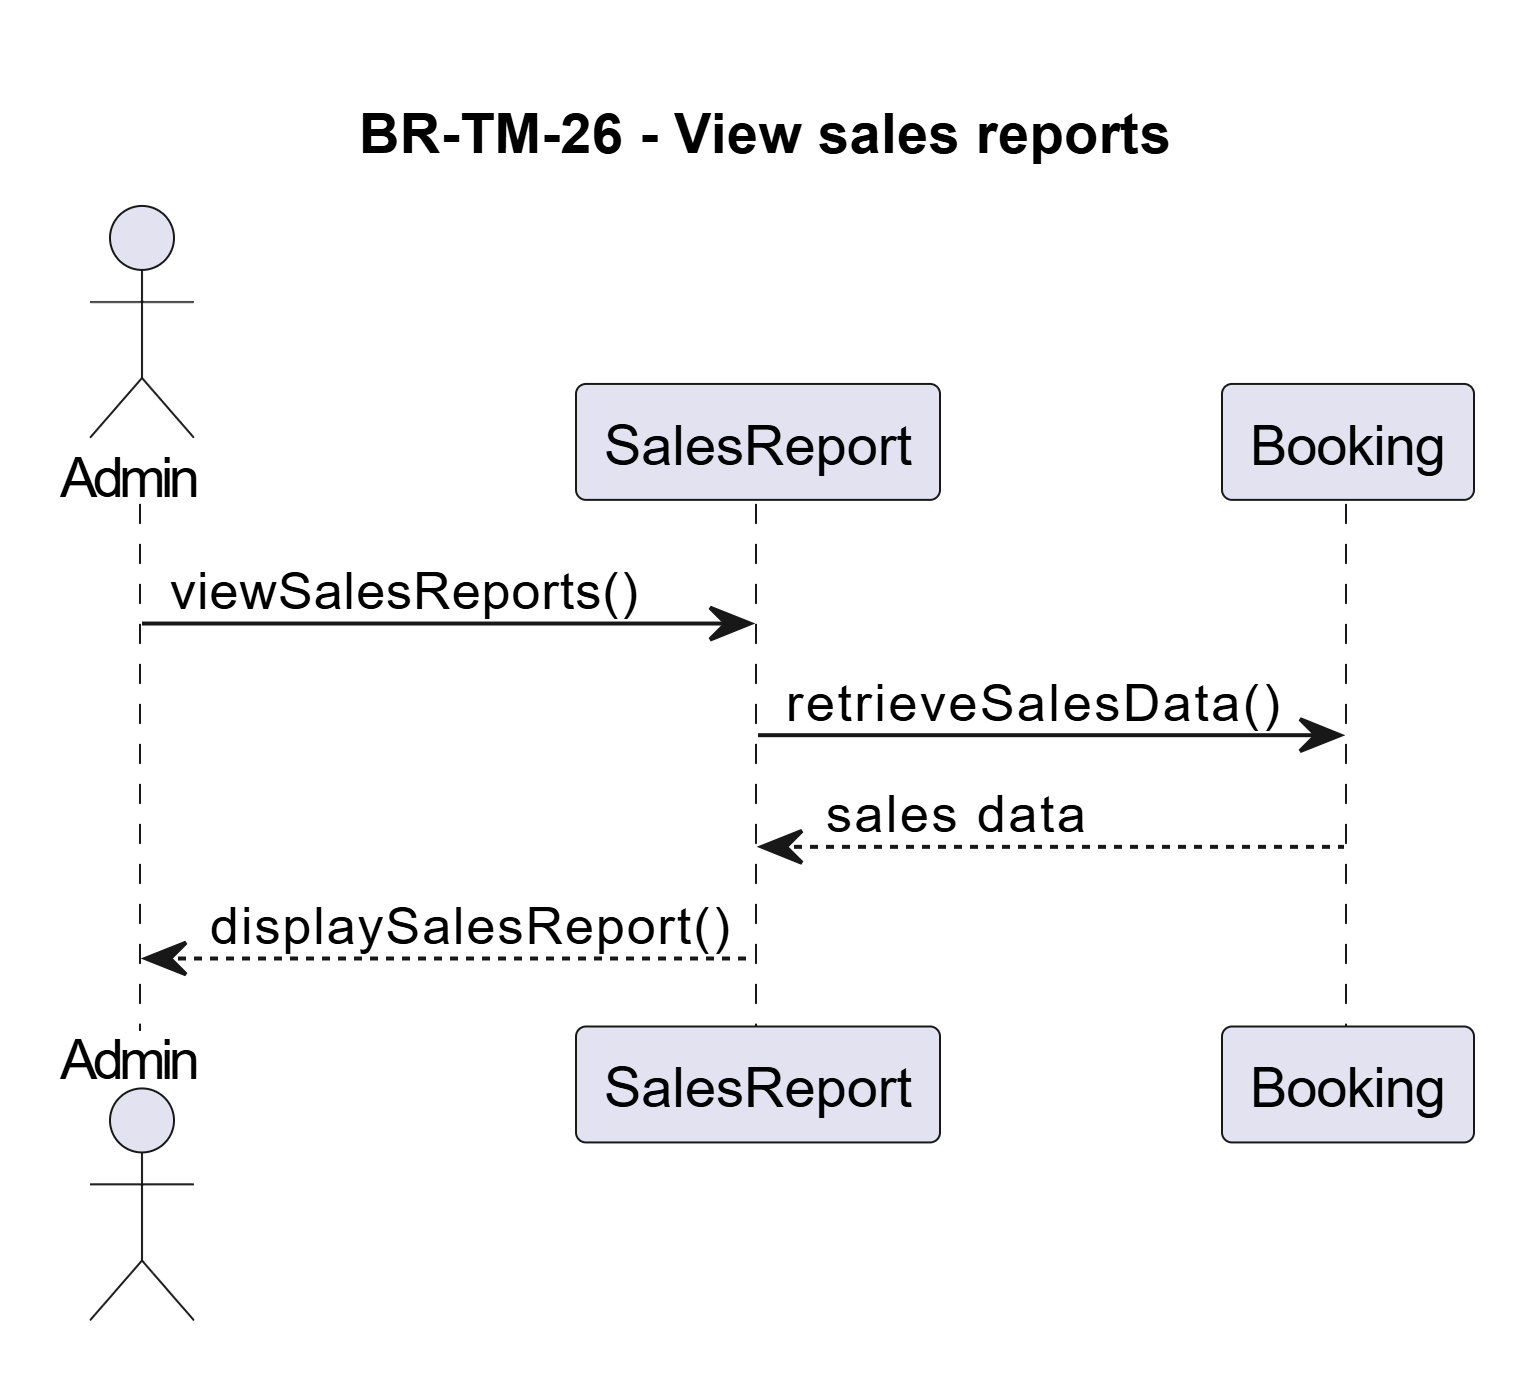 BR-TM-26 - View sales reports
Admin
SalesReport
Booking
viewSalesReports()
retrieveSalesData()
sales data
displaySalesReport()
Admin
SalesReport
Booking